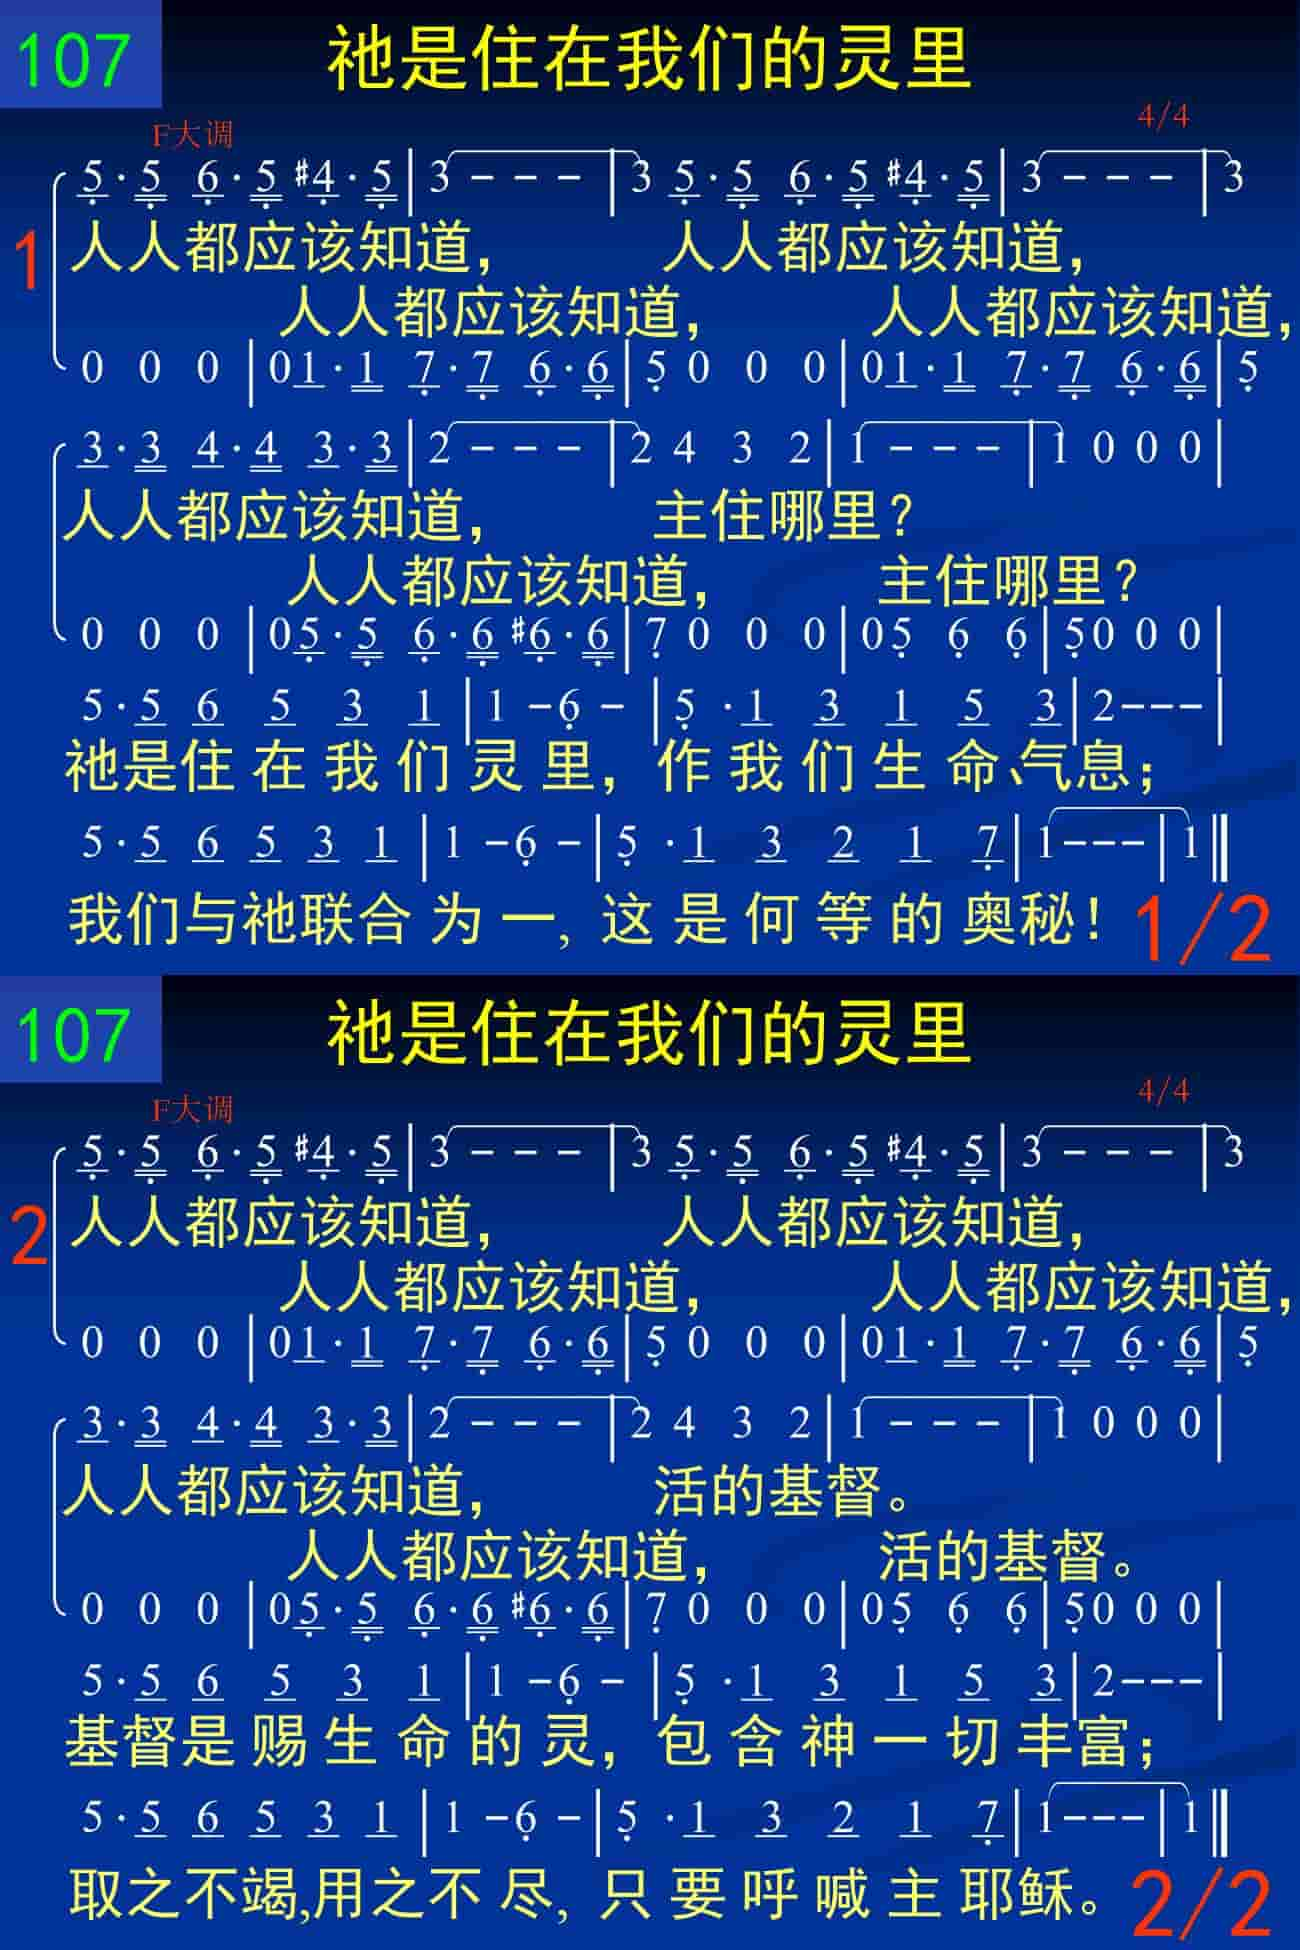 107
祂是住在我们的灵里
F大调
4/4
5·5 6·5 #4·5|3 - - -|3 5·5 6·5 #4·5|3 - - -|3
1
人人都应该知道, 人人都应该知道,
人人都应该知道, 人人都应该知道,
0 0 0|01·1 7·7 6·6|5 0 0 0|01·1 7·7 6·6|5
3·3 4·4 3·3|2 - - -|2 4 3 2|1 - - -|1 0 0 0|
人人都应该知道, 主住哪里?
人人都应该知道, 主住哪里?
0 0 0|05·5 6·6 #6·6|7 0 0 0|05 6 6|5 0 0 0|
5·5 6 5 3 1|1 -6 -|5 ·1 3 1 5 3|2---|
祂是住在我们灵里, 作我们生命、气息;
5·5 6 5 3 1|1 -6 -|5 ·1 3 2 1 7|1---|1||
我们与祂联合为一, 这是何等的奥秘!
1/2
107
祂是住在我们的灵里
F大调
4/4
5·5 6·5 #4·5|3 - - -|3 5·5 6·5 #4·5|3 - - -|3
2
人人都应该知道, 人人都应该知道,
人人都应该知道, 人人都应该知道,
0 0 0|01·1 7·7 6·6|5 0 0 0|01·1 7·7 6·6|5
3·3 4·4 3·3|2 - - -|2 4 3 2|1 - - -|1 0 0 0|
人人都应该知道, 活的基督。
人人都应该知道, 活的基督。
0 0 0|05·5 6·6 #6·6|7 0 0 0|05 6 6|5 0 0 0|
5·5 6 5 3 1|1 -6 -|5 ·1 3 1 5 3|2---|
基督是赐生命的灵, 包含神一切丰富;
5·5 6 5 3 1|1 -6 -|5 ·1 3 2 1 7|1---|1||
取之不竭,用之不尽, 只要呼喊主耶稣。
2/2